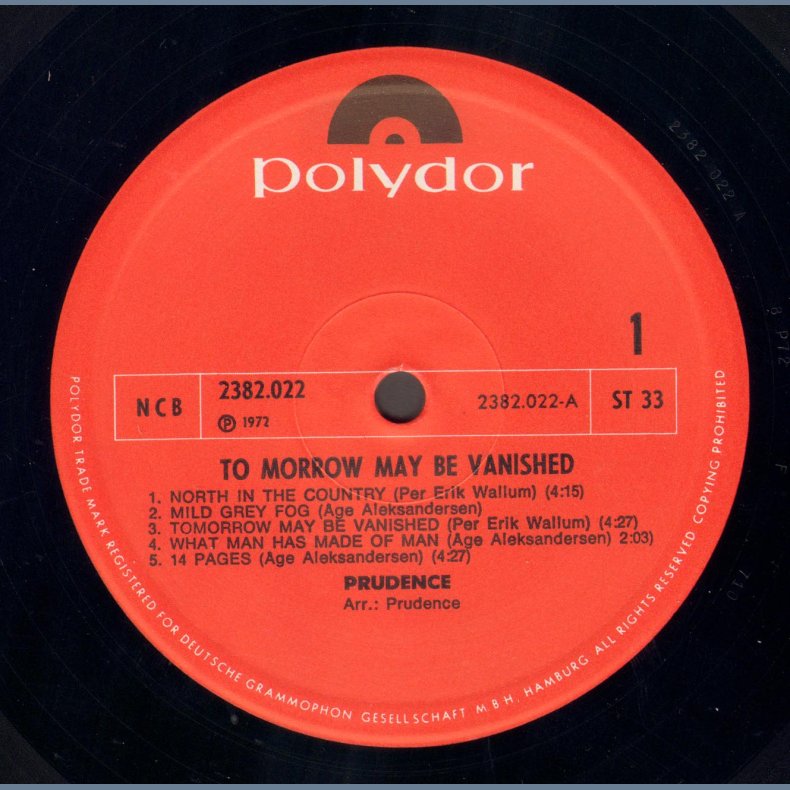 polydor
1
NCB
2382.022
℗ 1972
2382.022-A
ST 33
TO MORROW MAY BE VANISHED
1. NORTH IN THE COUNTRY (Per Erik Wallum) (4:15)
2. MILD GREY FOG (Age Aleksandersen)
3. TOMORROW MAY BE VANISHED (Per Erik Wallum) (4:27)
4. WHAT MAN HAS MADE OF MAN (Age Aleksandersen) 2:03)
5. 14 PAGES (Age Aleksandersen) (4:27)
PRUDENCE
Arr.: Prudence
POLYDOR TRADE MARK REGISTERED FOR DEUTSCHE GRAMMOPHON GESELLSCHAFT M.B.H. HAMBURG ALL RIGHTS RESERVED COPYING PROHIBITED
2382 022 A